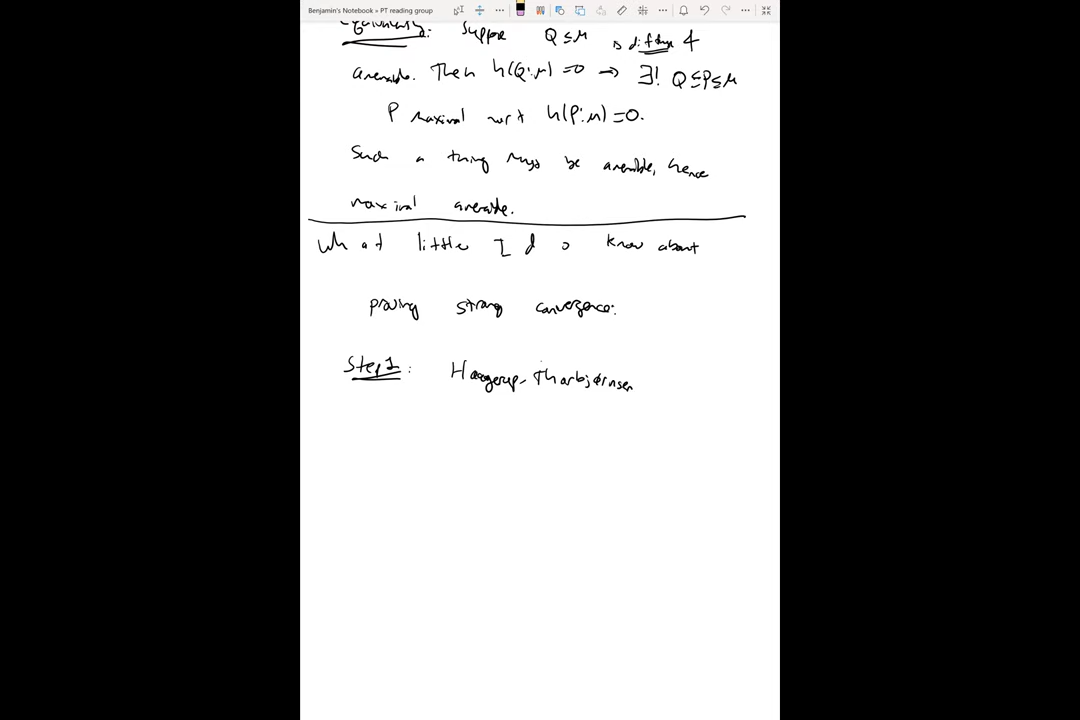 Benjamin's Notebook » PT reading group
Equivalently: Suppose Q ≤ M is diffuse &
amenable. Then h(Q:M) = 0 → ∃! Q ≤ P ≤ M
P maximal wrt h(P:M) = 0.
Such a thing must be amenable, hence
maximal amenable.
What little I do know about
proving strong convergence:
Step 1: Haagerup-Thorbjørnsen